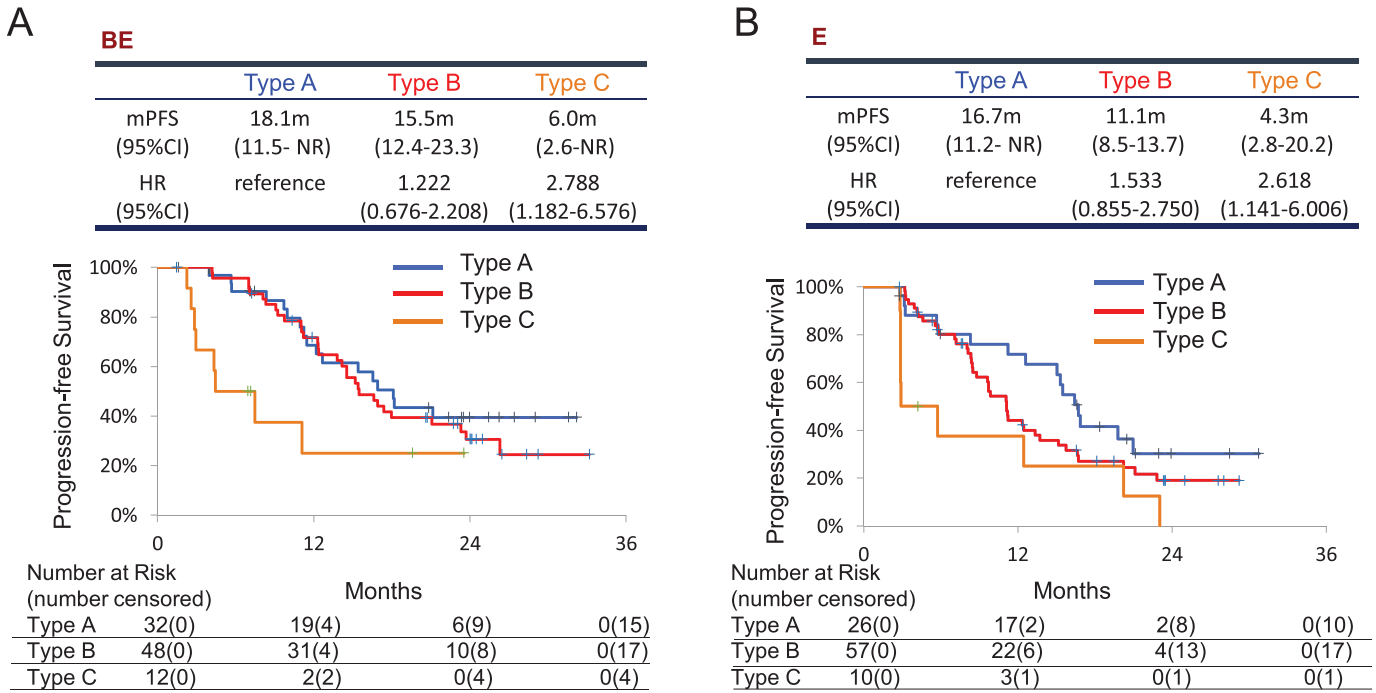 A
BE
Type A Type B Type C
mPFS 18.1m 15.5m 6.0m
(95%CI) (11.5- NR) (12.4-23.3) (2.6-NR)
HR reference 1.222 2.788
(95%CI) (0.676-2.208) (1.182-6.576)
Progression-free Survival
100%
80%
60%
40%
20%
0%
Type A
Type B
Type C
0 12 24 36
Months
Number at Risk
(number censored)
Type A 32(0) 19(4) 6(9) 0(15)
Type B 48(0) 31(4) 10(8) 0(17)
Type C 12(0) 2(2) 0(4) 0(4)
B
E
Type A Type B Type C
mPFS 16.7m 11.1m 4.3m
(95%CI) (11.2- NR) (8.5-13.7) (2.8-20.2)
HR reference 1.533 2.618
(95%CI) (0.855-2.750) (1.141-6.006)
Progression-free Survival
100%
80%
60%
40%
20%
0%
Type A
Type B
Type C
0 12 24 36
Months
Number at Risk
(number censored)
Type A 26(0) 17(2) 2(8) 0(10)
Type B 57(0) 22(6) 4(13) 0(17)
Type C 10(0) 3(1) 0(1) 0(1)